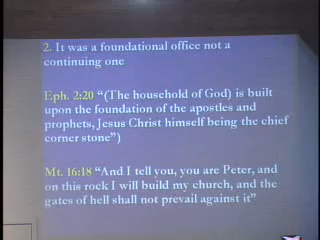 2. It was a foundational office not a
continuing one
Eph. 2:20 “(The household of God) is built
upon the foundation of the apostles and
prophets, Jesus Christ himself being the chief
corner stone”)
Mt. 16:18 “And I tell you, you are Peter, and
on this rock I will build my church, and the
gates of hell shall not prevail against it”